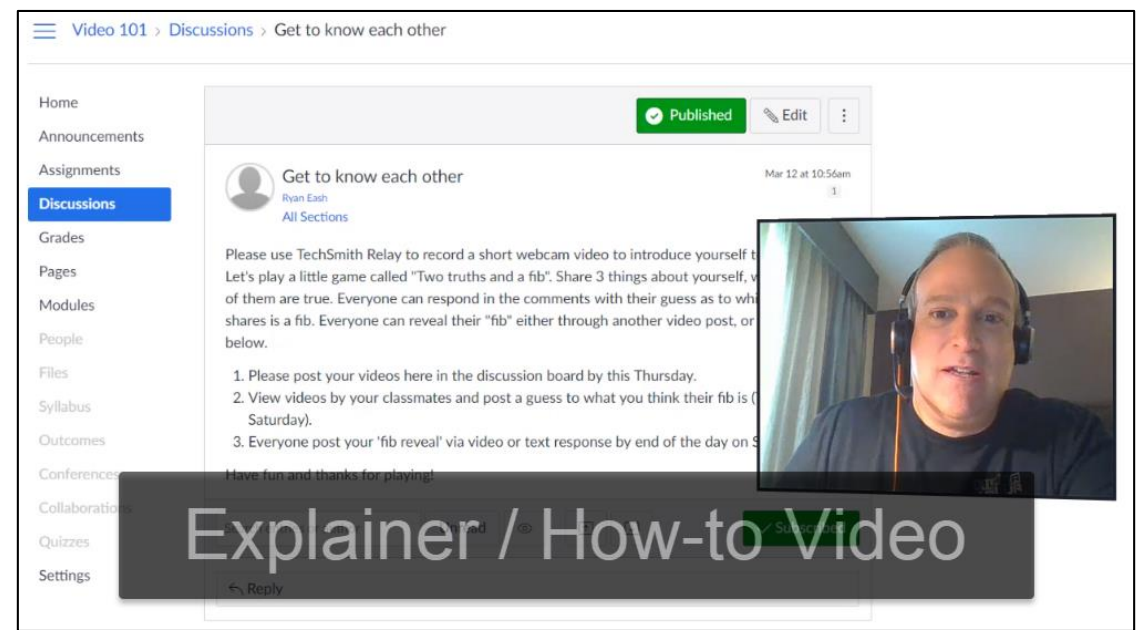 Video 101 > Discussions > Get to know each other
Home
Announcements
Assignments
Discussions
Grades
Pages
Modules
People
Files
Syllabus
Outcomes
Conferences
Collaborations
Quizzes
Settings
Published
Edit
Get to know each other
Mar 12 at 10:56am
1
Ryan Eash
All Sections
Please use TechSmith Relay to record a short webcam video to introduce yourself
Let's play a little game called "Two truths and a fib". Share 3 things about yourself,
of them are true. Everyone can respond in the comments with their guess as to
shares is a fib. Everyone can reveal their "fib" either through another video post, or
below.
1. Please post your videos here in the discussion board by this Thursday.
2. View videos by your classmates and post a guess to what you think their fib is (
Saturday).
3. Everyone post your 'fib reveal' via video or text response by end of the day on
Have fun and thanks for playing!
Unread
Subscribed
Explainer / How-to Video
Reply